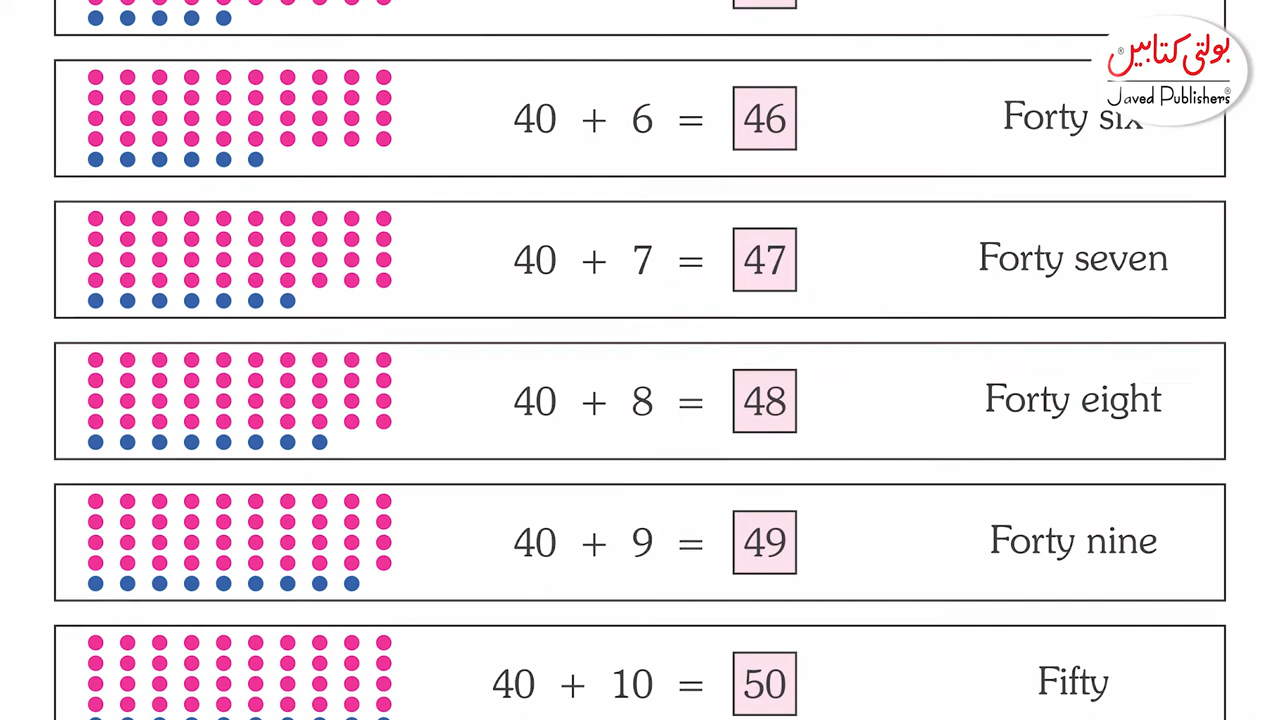 بولتی کتابیں
Javed Publishers
40 + 6 = 46 Forty six
40 + 7 = 47 Forty seven
40 + 8 = 48 Forty eight
40 + 9 = 49 Forty nine
40 + 10 = 50 Fifty